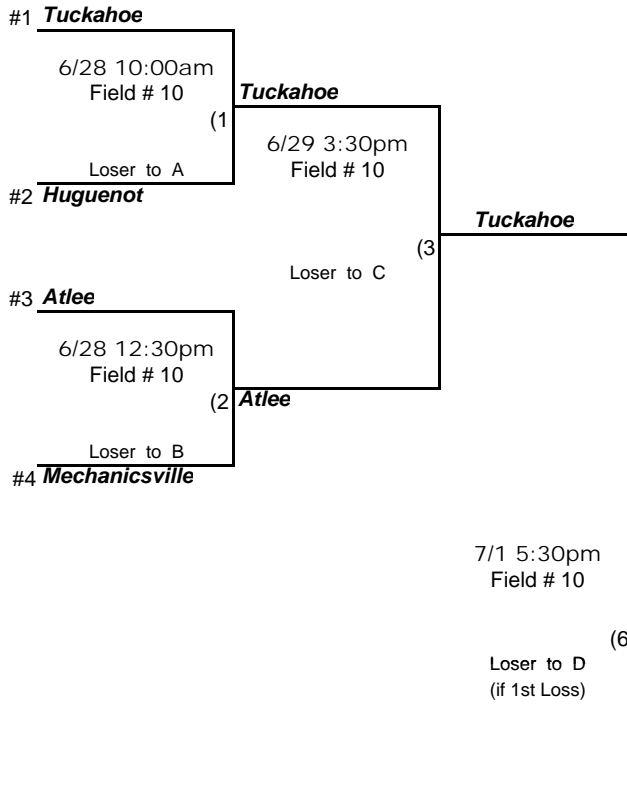 #1 Tuckahoe
6/28 10:00am
Field # 10
Tuckahoe
(1
6/29 3:30pm
Field # 10
Loser to A
#2 Huguenot
Tuckahoe
(3
Loser to C
#3 Atlee
6/28 12:30pm
Field # 10
(2 Atlee
Loser to B
#4 Mechanicsville
7/1 5:30pm
Field # 10
(6
Loser to D
(if 1st Loss)